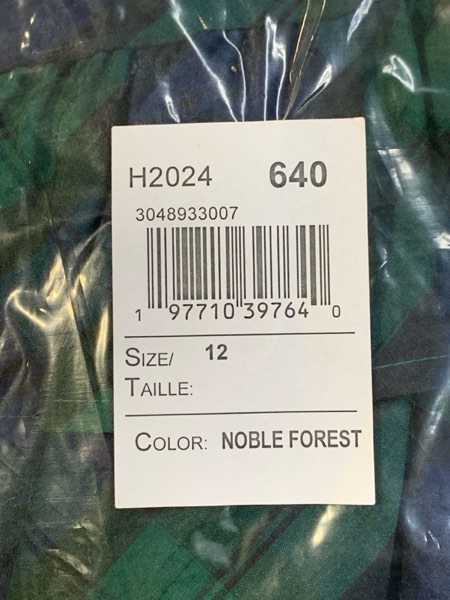 H2024 640
3048933007
1 97710 39764 0
SIZE/ 12
TAILLE:
COLOR: NOBLE FOREST